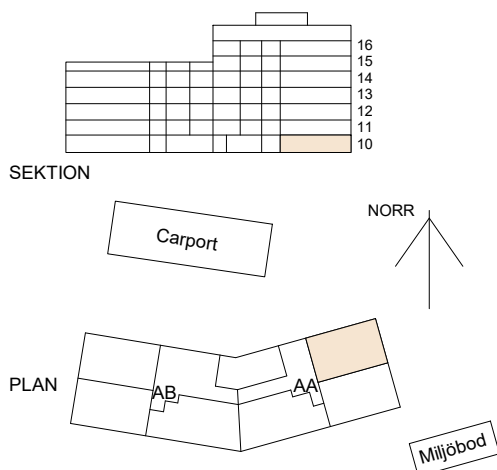 16
15
14
13
12
11
10
SEKTION
NORR
Carport
PLAN
AB
AA
Miljöbod